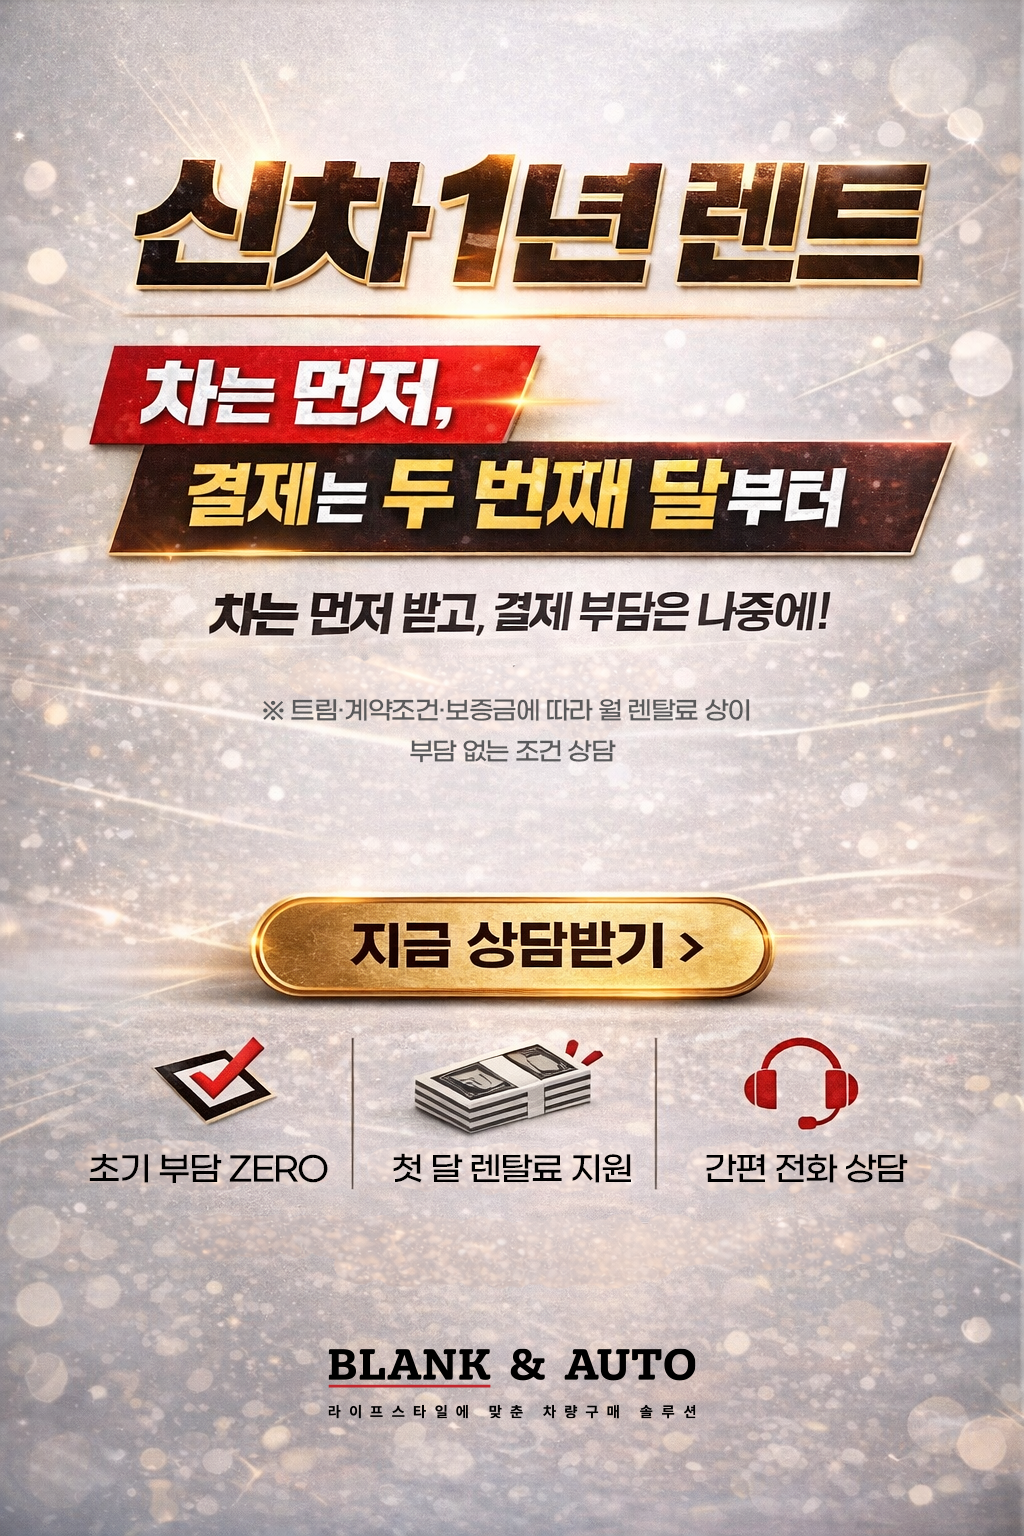 신차 1년 렌트
차는 먼저,
결제는 두 번째 달부터
차는 먼저 받고, 결제 부담은 나중에!
※ 트림·계약조건·보증금에 따라 월 렌탈료 상이
부담 없는 조건 상담
지금 상담받기 >
초기 부담 ZERO
첫 달 렌탈료 지원
간편 전화 상담
BLANK & AUTO
라이프스타일에 맞춘 차량구매 솔루션